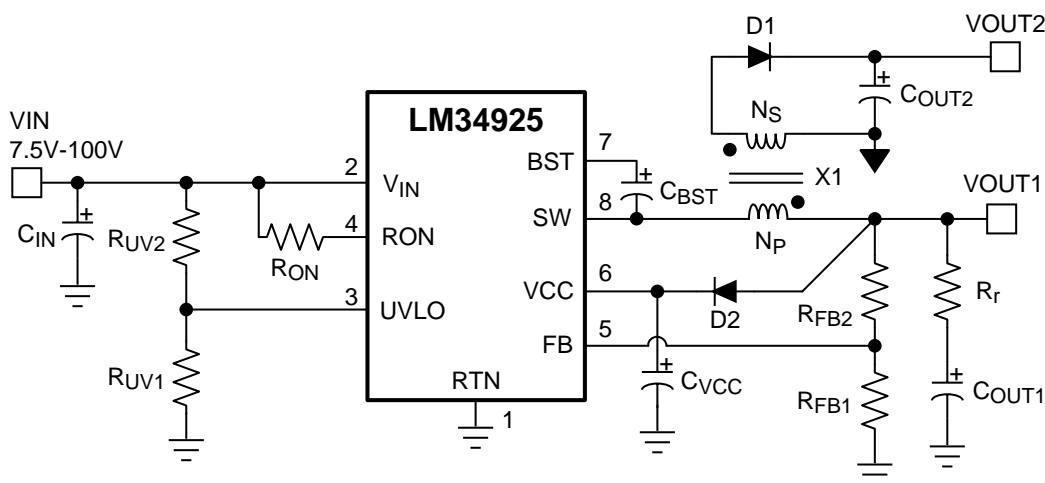 D1
VOUT2
+
COUT2
NS
VIN
7.5V-100V
LM34925
7
BST
+
CBST
X1
VOUT1
2
VIN
8
SW
NP
+
CIN
RUV2
4
RON
RON
6
VCC
D2
RFB2
Rr
3
UVLO
5
FB
RUV1
+
CVCC
RFB1
+
COUT1
RTN
1